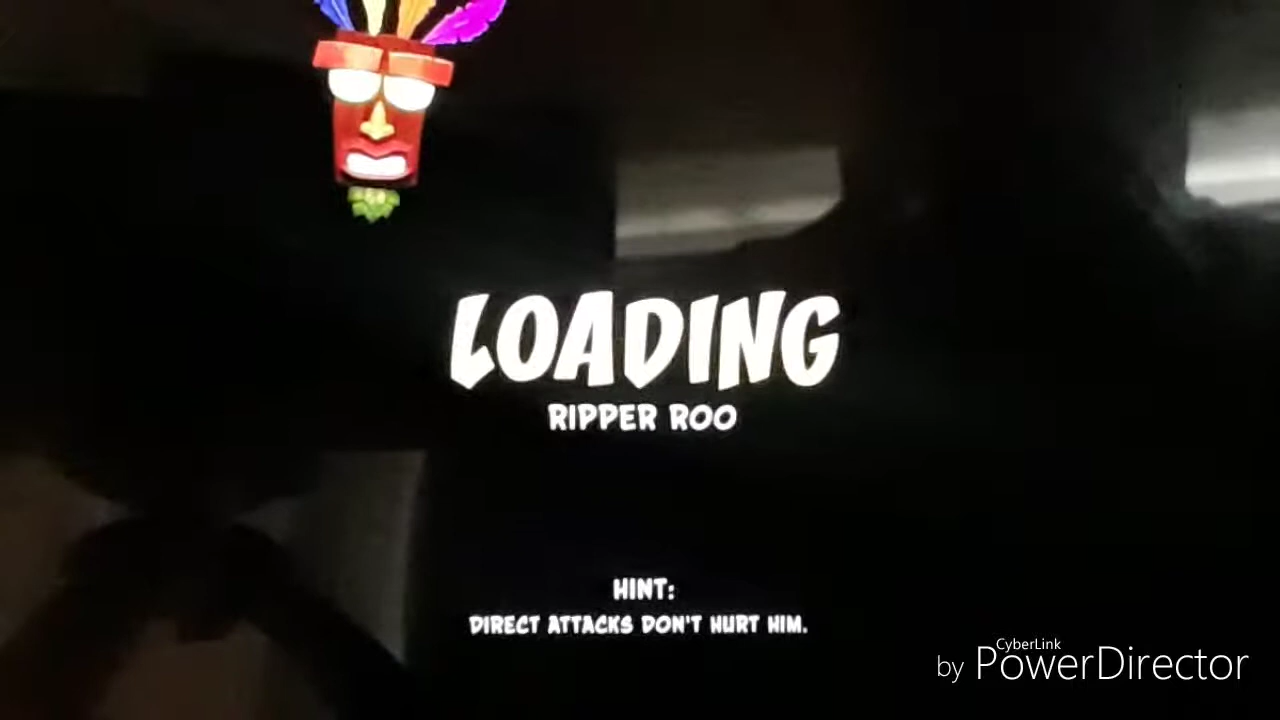 LOADING
RIPPER ROO
HINT:
DIRECT ATTACKS DON'T HURT HIM.
by CyberLink PowerDirector